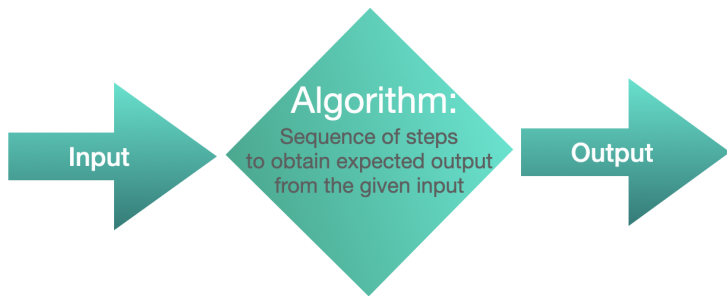 Input
Algorithm:
Sequence of steps
to obtain expected output
from the given input
Output